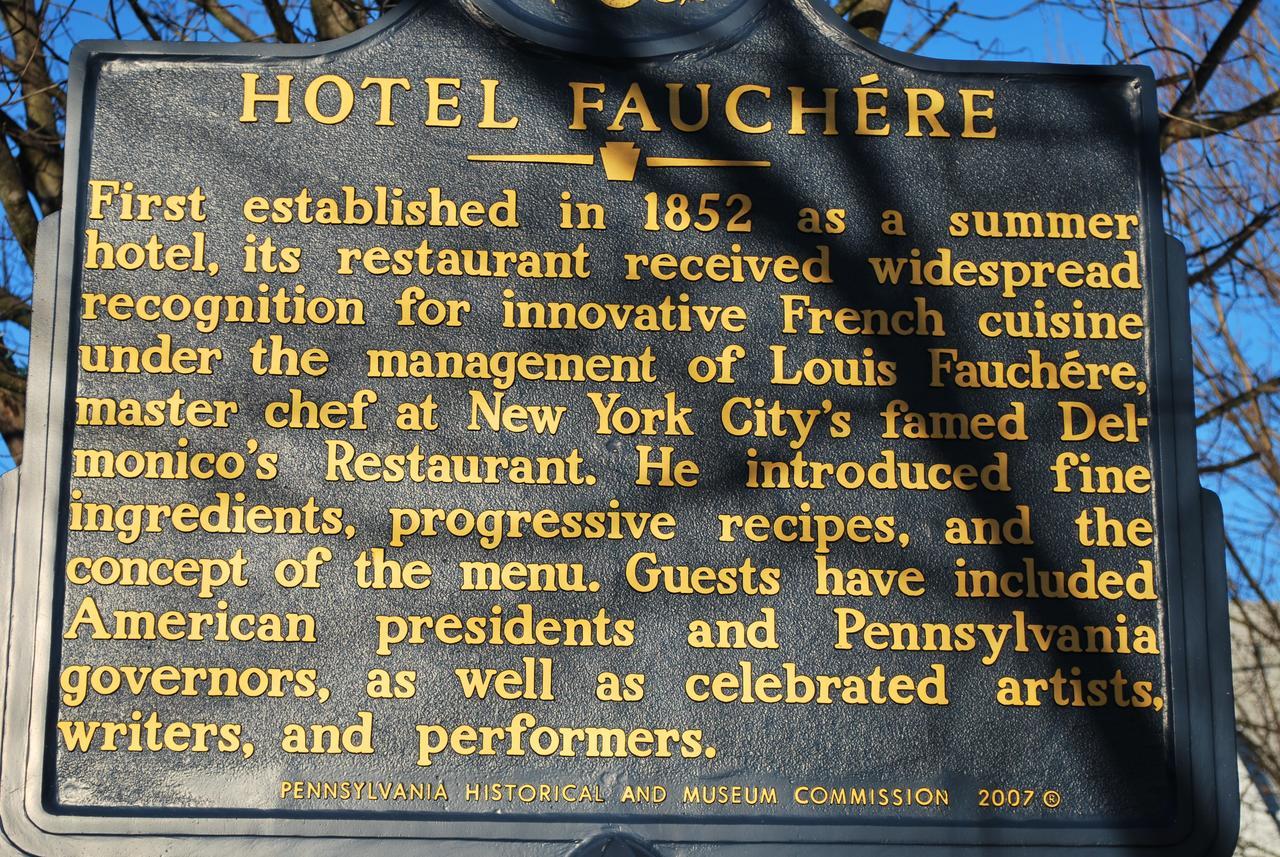 HOTEL FAUCHÉRE
First established in 1852 as a summer
hotel, its restaurant received widespread
recognition for innovative French cuisine
under the management of Louis Fauchére,
master chef at New York City's famed Del-
monico's Restaurant. He introduced fine
ingredients, progressive recipes, and the
concept of the menu. Guests have included
American presidents and Pennsylvania
governors, as well as celebrated artists,
writers, and performers.
PENNSYLVANIA HISTORICAL AND MUSEUM COMMISSION 2007 ®